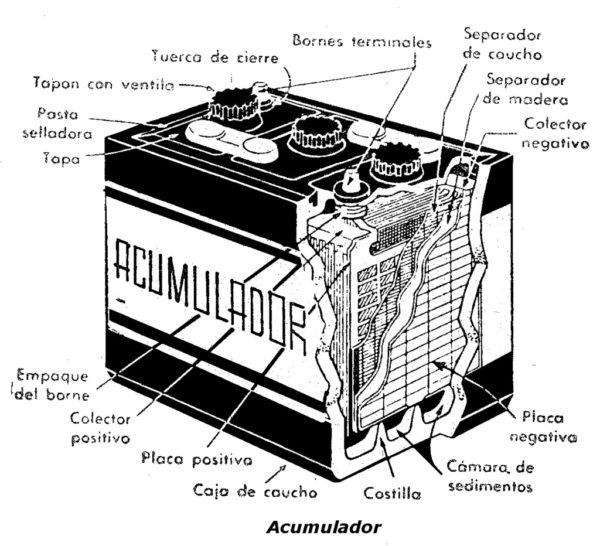 Tuerca de cierre
Bornes terminales
Separador
de caucho
Tapon con ventila
Separador
de madera
Pasta
selladora
Colector
negativo
Tapa
ACUMULADOR
Empaque
del borne
Colector
positivo
Placa positiva
Caja de caucho
Costilla
Cámara de
sedimentos
Placa
negativa
Acumulador